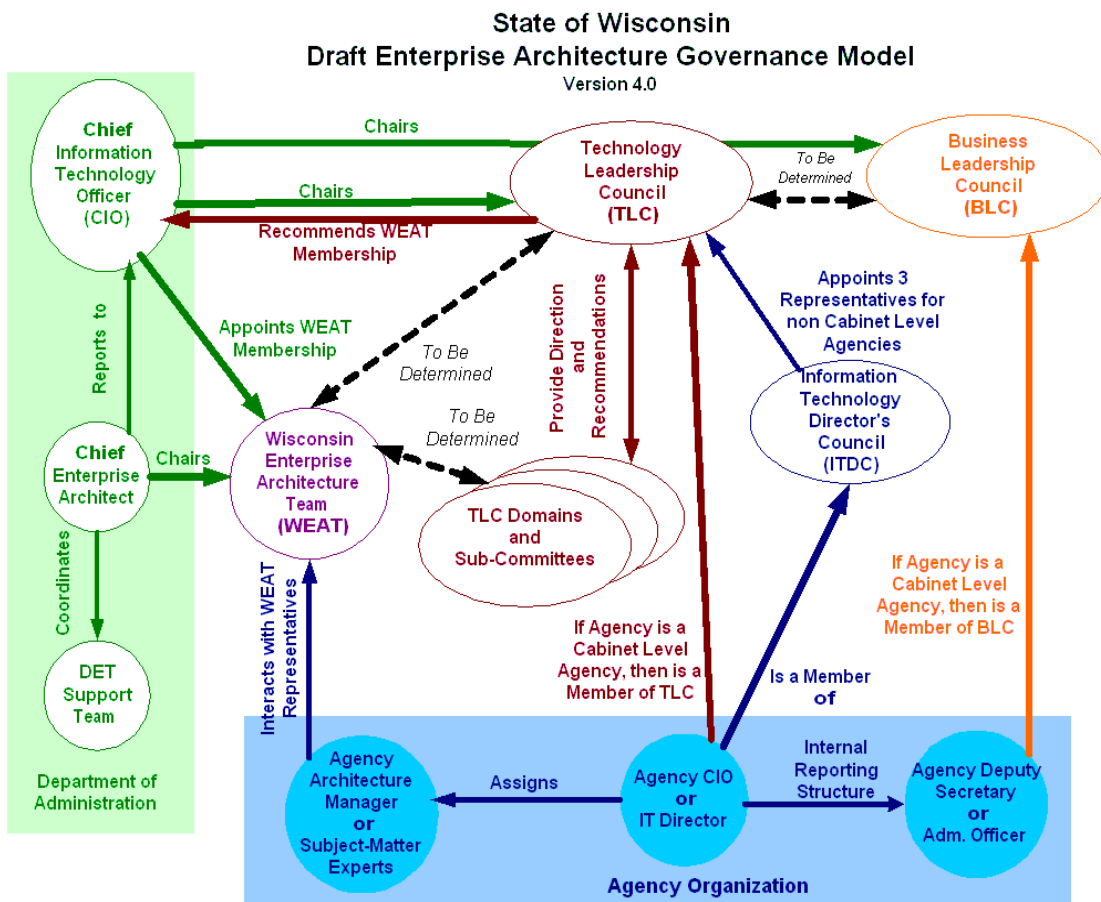 State of Wisconsin
Draft Enterprise Architecture Governance Model
Version 4.0
Chief
Information
Technology
Officer
(CIO)
Chairs
Chairs
Recommends WEAT
Membership
Technology
Leadership
Council
(TLC)
To Be
Determined
Business
Leadership
Council
(BLC)
Reports to
Appoints WEAT
Membership
To Be
Determined
To Be
Determined
Provide Direction
and
Recommendations
Appoints 3
Representatives for
non Cabinet Level
Agencies
Information
Technology
Director's
Council
(ITDC)
Chief
Enterprise
Architect
Chairs
Wisconsin
Enterprise
Architecture
Team
(WEAT)
TLC Domains
and
Sub-Committees
Coordinates
DET
Support
Team
Interacts with WEAT
Representatives
If Agency is a
Cabinet Level
Agency, then is a
Member of TLC
Is a Member
of
If Agency is a
Cabinet Level
Agency, then is a
Member of BLC
Department of
Administration
Agency
Architecture
Manager
or
Subject-Matter
Experts
Assigns
Agency CIO
or
IT Director
Internal
Reporting
Structure
Agency Deputy
Secretary
or
Adm. Officer
Agency Organization